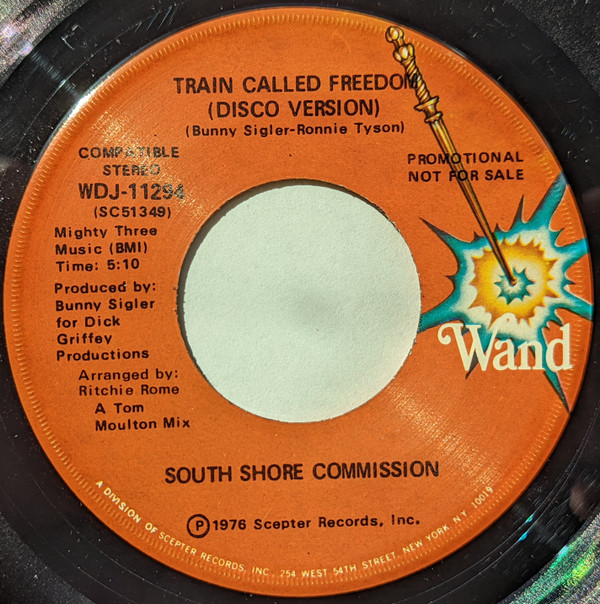 TRAIN CALLED FREEDOM
(DISCO VERSION)
(Bunny Sigler-Ronnie Tyson)
COMPATIBLE
STEREO
WDJ-11294
(SC51349)
PROMOTIONAL
NOT FOR SALE
Mighty Three
Music (BMI)
Time: 5:10
Produced by:
Bunny Sigler
for Dick
Griffey
Productions
Arranged by:
Ritchie Rome
A Tom
Moulton Mix
Wand
SOUTH SHORE COMMISSION
Ⓟ1976 Scepter Records, Inc.
A DIVISION OF SCEPTER RECORDS, INC., 254 WEST 54TH STREET, NEW YORK, N.Y. 10019